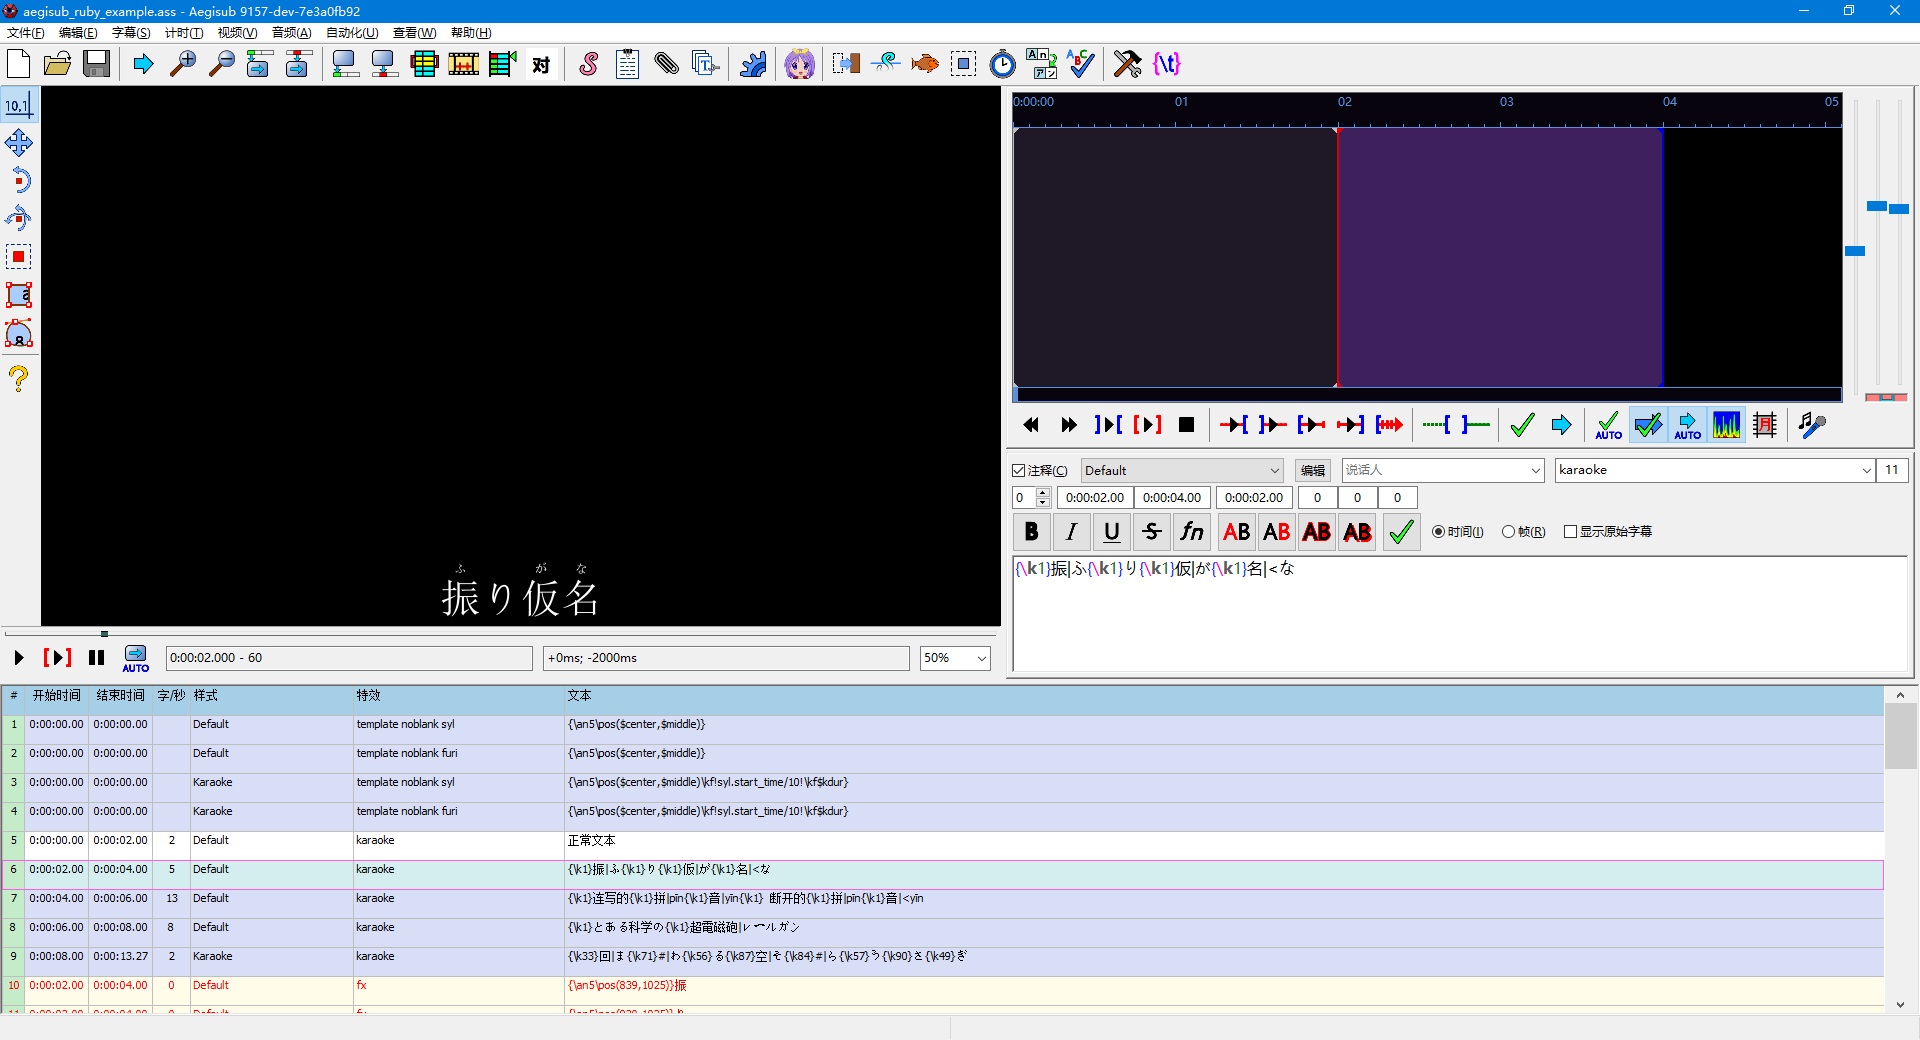 aegisub_ruby_example.ass - Aegisub 9157-dev-7e3a0fb92
文件(F) 编辑(E) 字幕(S) 计时(T) 视频(V) 音频(A) 自动化(U) 查看(W) 帮助(H)
对 {\t}
10,1
0:00:00 01 02 03 04 05
ふ が な
振り仮名
AUTO AUTO
注释(C) Default 编辑 说话人 karaoke 11
0 0:00:02.00 0:00:04.00 0:00:02.00 0 0 0
B I U S fn AB AB AB AB 时间(I) 帧(R) 显示原始字幕
{\k1}振|ふ{\k1}り{\k1}仮|が{\k1}名|<な
AUTO 0:00:02.000 - 60 +0ms; -2000ms 50%
# 开始时间 结束时间 字/秒 样式 特效 文本
1 0:00:00.00 0:00:00.00 Default template noblank syl {\an5\pos($center,$middle)}
2 0:00:00.00 0:00:00.00 Default template noblank furi {\an5\pos($center,$middle)}
3 0:00:00.00 0:00:00.00 Karaoke template noblank syl {\an5\pos($center,$middle)\kf!syl.start_time/10!\kf$kdur}
4 0:00:00.00 0:00:00.00 Karaoke template noblank furi {\an5\pos($center,$middle)\kf!syl.start_time/10!\kf$kdur}
5 0:00:00.00 0:00:02.00 2 Default karaoke 正常文本
6 0:00:02.00 0:00:04.00 5 Default karaoke {\k1}振|ふ{\k1}り{\k1}仮|が{\k1}名|<な
7 0:00:04.00 0:00:06.00 13 Default karaoke {\k1}连写的{\k1}拼|pīn{\k1}音|yīn{\k1} 断开的{\k1}拼|pīn{\k1}音|<yīn
8 0:00:06.00 0:00:08.00 8 Default karaoke {\k1}とある科学の{\k1}超電磁砲|レールガン
9 0:00:08.00 0:00:13.27 2 Karaoke karaoke {\k33}回|ま{\k71}#|わ{\k56}る{\k87}空|そ{\k84}#|ら{\k57}う{\k90}さ{\k49}ぎ
10 0:00:02.00 0:00:04.00 0 Default fx {\an5\pos(839,1025)}振